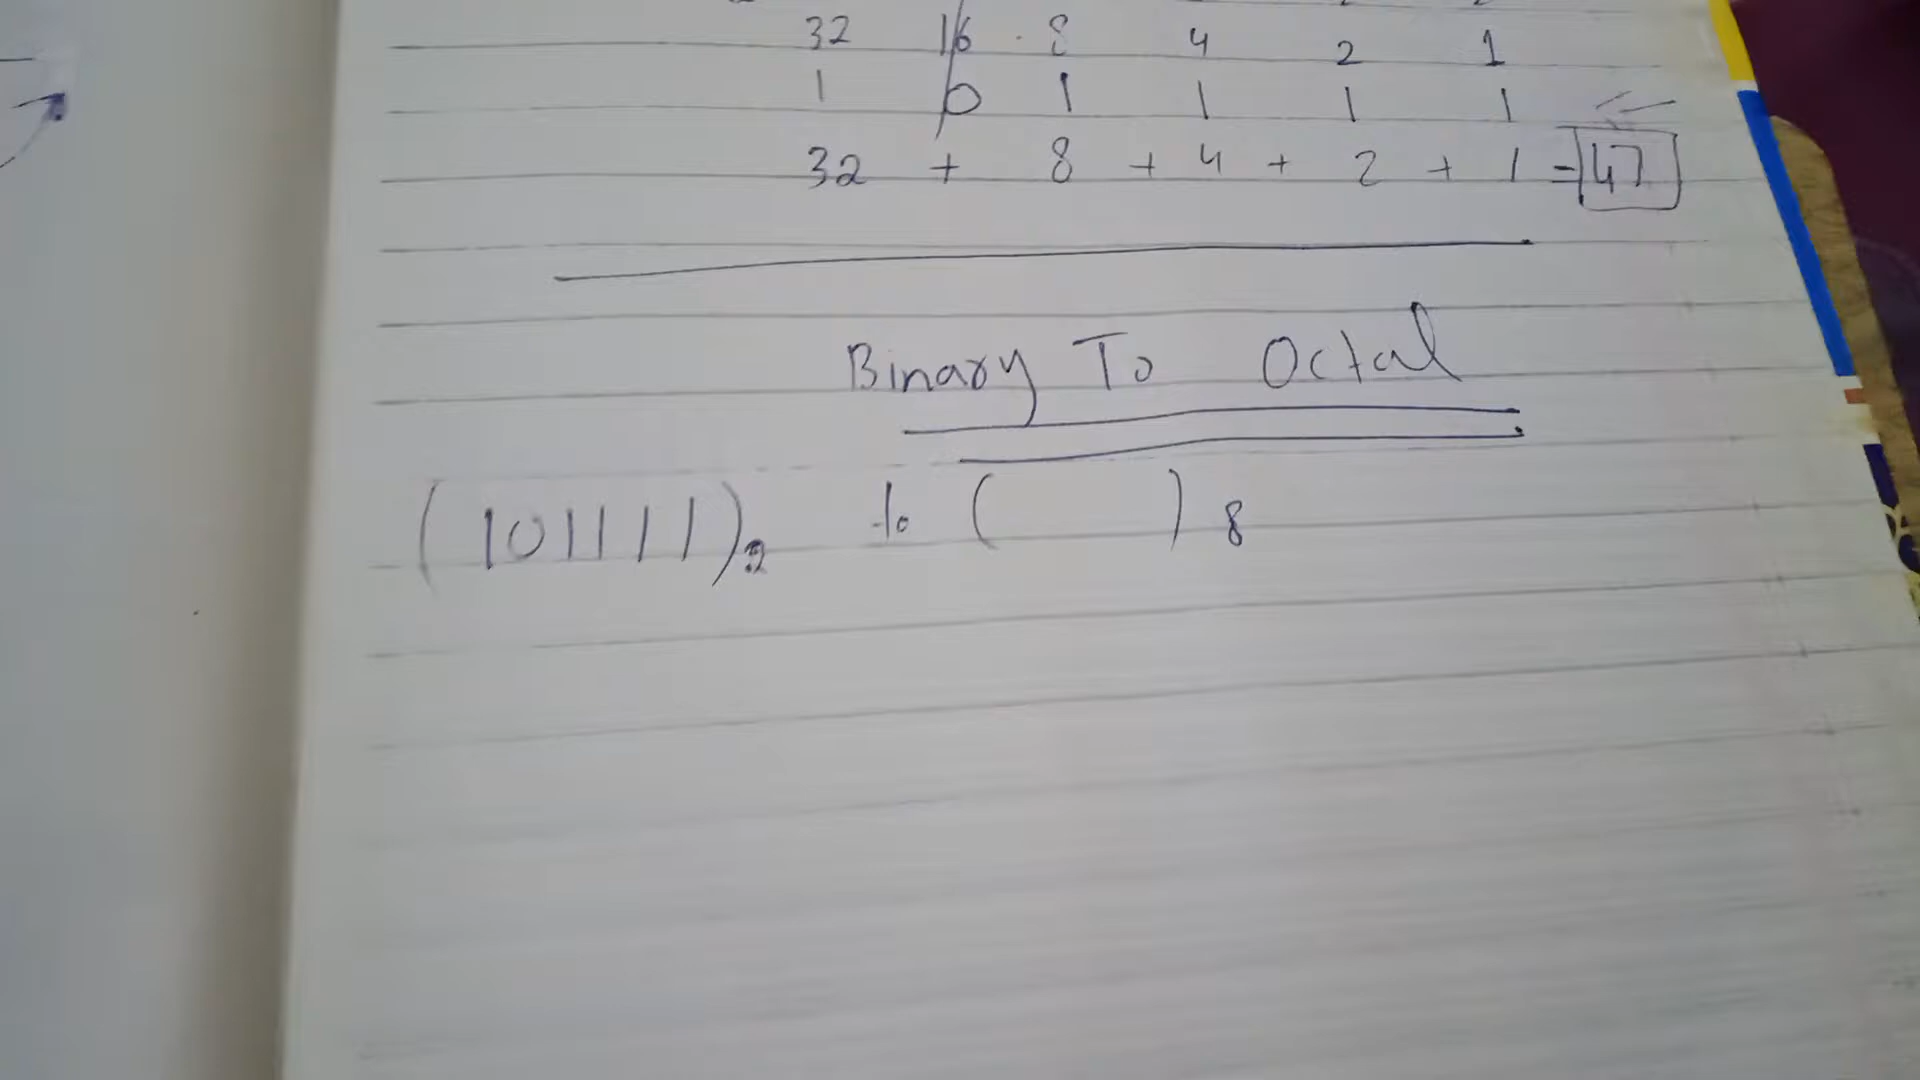 32 16 8 4 2 1
1 0 1 1 1 1
32 + 8 + 4 + 2 + 1 = 47
Binary To Octal
(101111)2 to ( )8